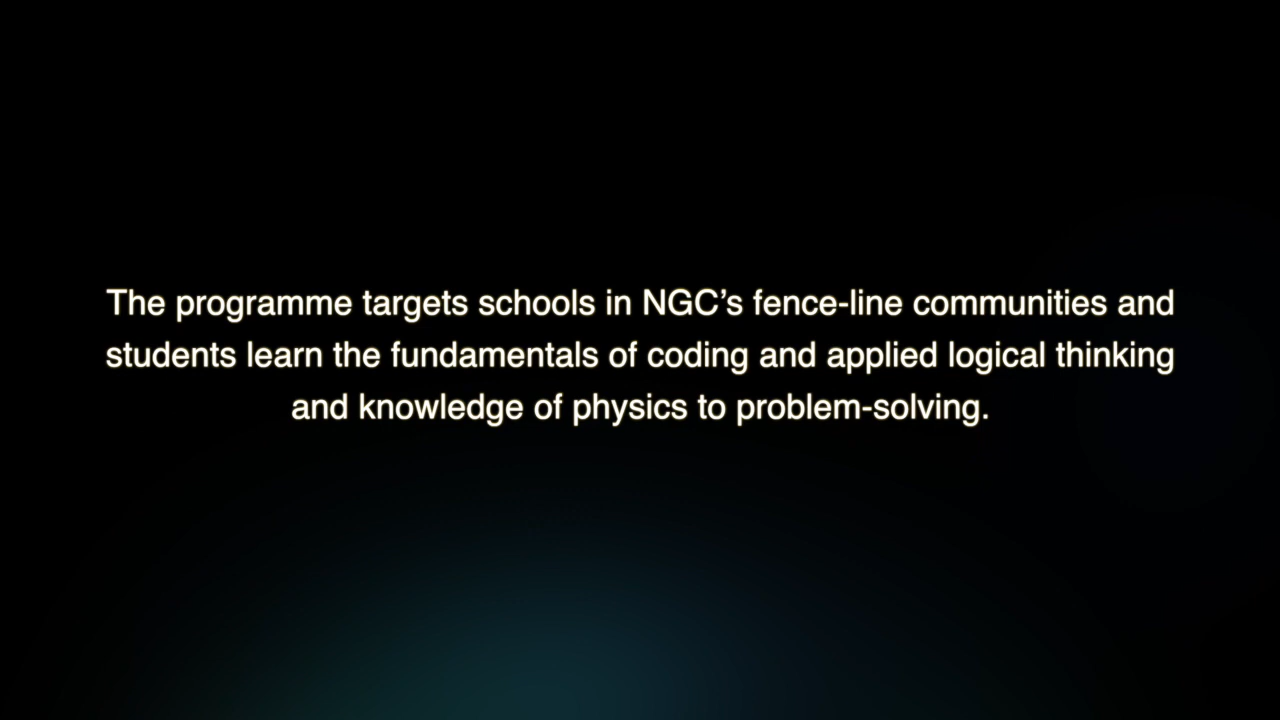 The programme targets schools in NGC’s fence-line communities and
students learn the fundamentals of coding and applied logical thinking
and knowledge of physics to problem-solving.